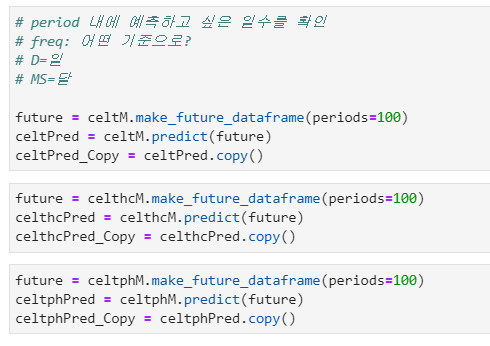 # period 내에 예측하고 싶은 일수를 확인
# freq: 어떤 기준으로?
# D=일
# MS=달
future = celtM.make_future_dataframe(periods=100)
celtPred = celtM.predict(future)
celtPred_Copy = celtPred.copy()
future = celthcM.make_future_dataframe(periods=100)
celthcPred = celthcM.predict(future)
celthcPred_Copy = celthcPred.copy()
future = celtphM.make_future_dataframe(periods=100)
celtphPred = celtphM.predict(future)
celtphPred_Copy = celtphPred.copy()